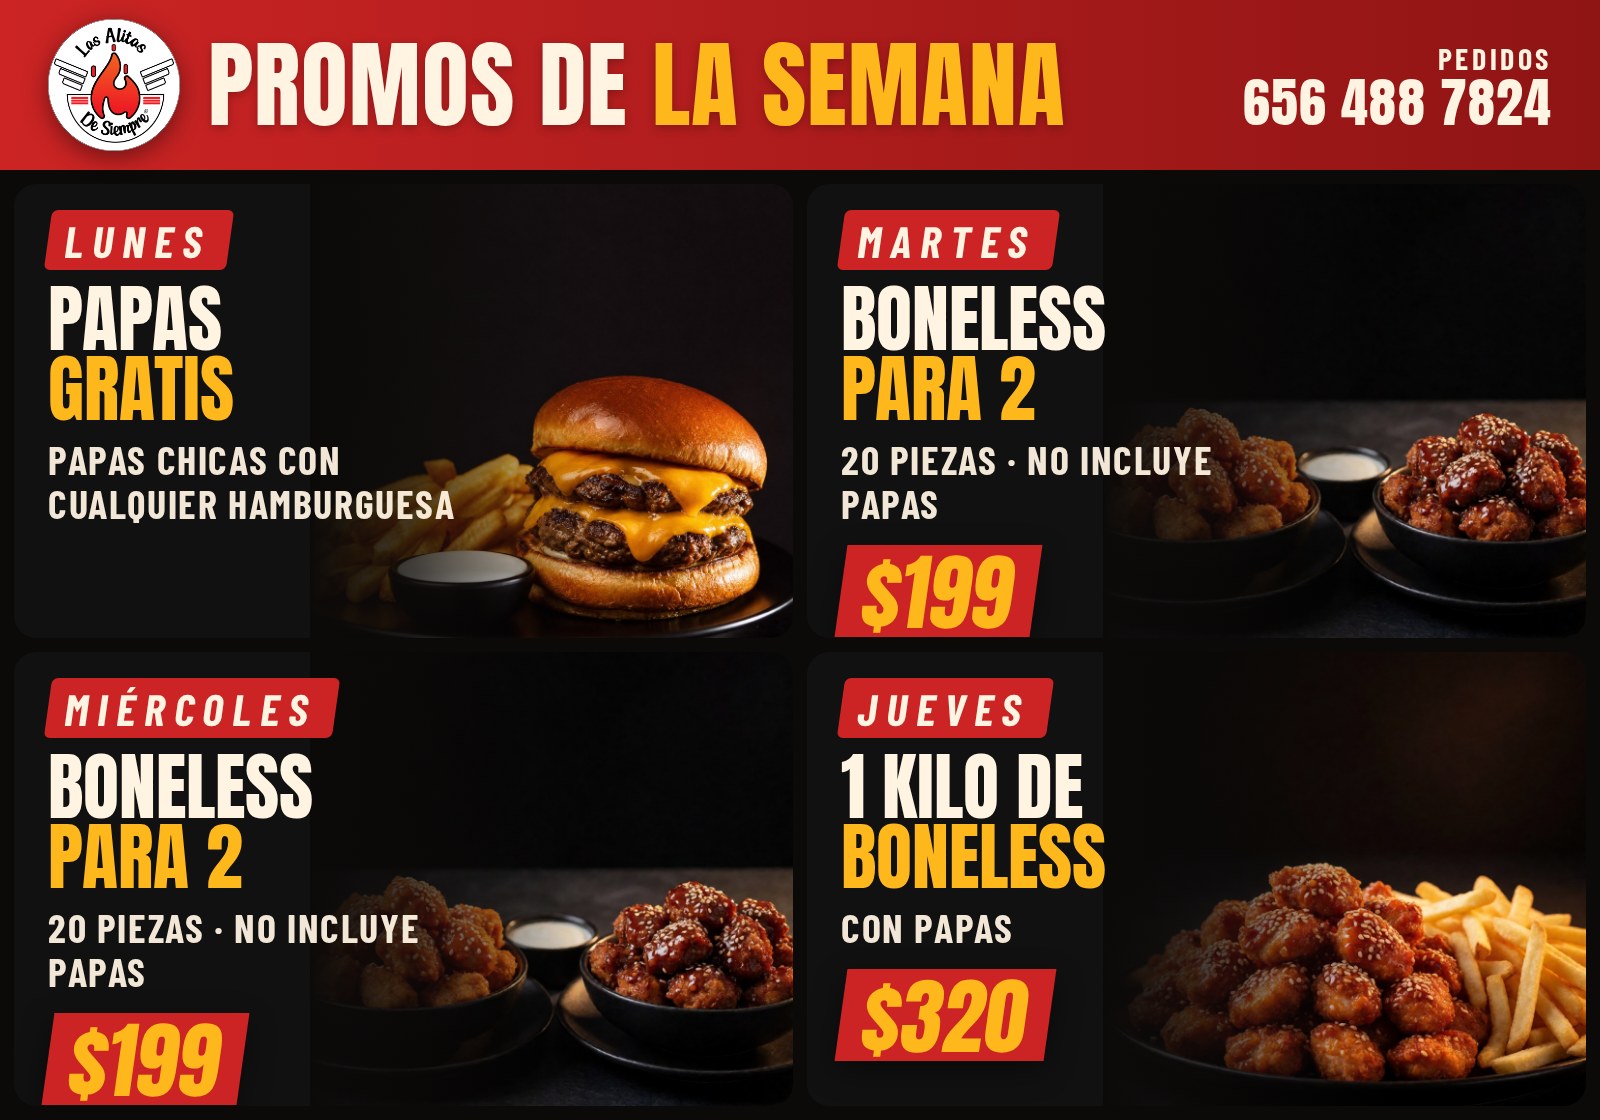 Las Alitas
De Siempre
PROMOS DE LA SEMANA
PEDIDOS
656 488 7824
LUNES
PAPAS
GRATIS
PAPAS CHICAS CON
CUALQUIER HAMBURGUESA
MARTES
BONELESS
PARA 2
20 PIEZAS · NO INCLUYE
PAPAS
$199
MIÉRCOLES
BONELESS
PARA 2
20 PIEZAS · NO INCLUYE
PAPAS
$199
JUEVES
1 KILO DE
BONELESS
CON PAPAS
$320